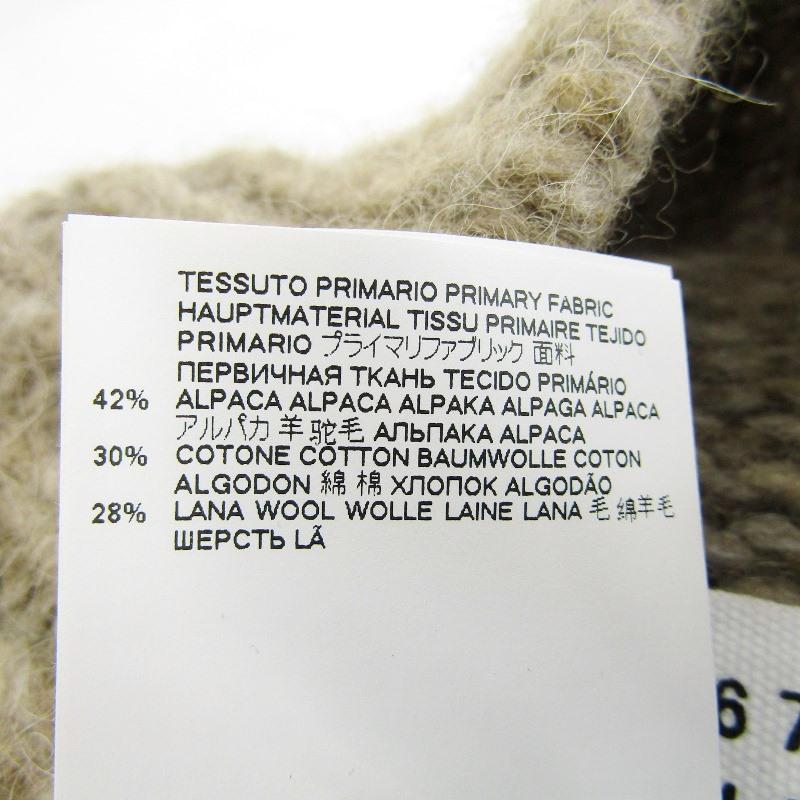 TESSUTO PRIMARIO PRIMARY FABRIC
HAUPTMATERIAL TISSU PRIMAIRE TEJIDO
PRIMARIO プライマリファブリック 面料
ПЕРВИЧНАЯ ТКАНЬ TECIDO PRIMÁRIO
42% ALPACA ALPACA ALPAKA ALPAGA ALPACA
アルパカ 羊驼毛 АЛЬПАКА ALPACA
30% COTONE COTTON BAUMWOLLE COTON
ALGODON 綿 棉 ХЛОПОК ALGODÃO
28% LANA WOOL WOLLE LAINE LANA 毛 绵羊毛
ШЕРСТЬ LÃ
67